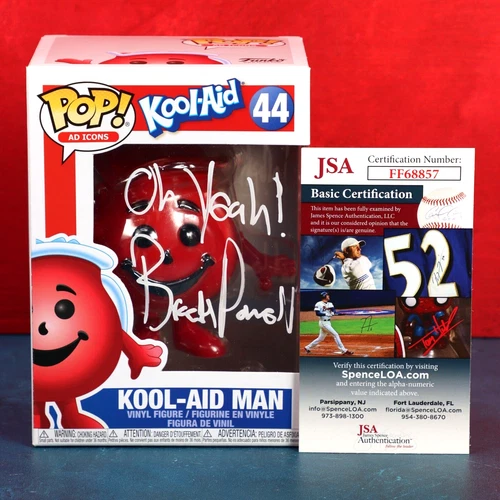 Funko
POP!
AD ICONS
Kool-Aid
44
Oh Yeah!
KOOL-AID MAN
VINYL FIGURE / FIGURINE EN VINYLE
FIGURA DE VINIL
JSA
Certification Number:
FF68857
Basic Certification
This item has been fully examined by
James Spence Authentication, LLC
and it is our considered opinion that the
signature(s) is/are genuine.
52
Verify this certification by visiting
SpenceLOA.com
and entering the alpha-numeric
value indicated above.
Parsippany, NJ
info@SpenceLOA.com
973-898-1300
Fort Lauderdale, FL
florida@SpenceLOA.com
954-380-8670
JSA
James Spence
Authentication